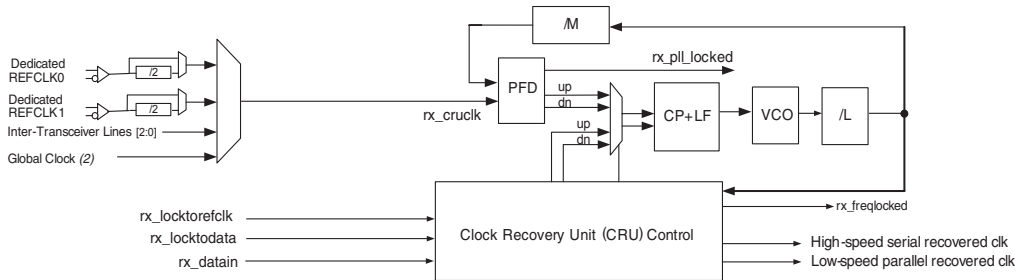 /M
Dedicated
REFCLK0
/2
Dedicated
REFCLK1
/2
Inter-Transceiver Lines [2:0]
Global Clock (2)
rx_cruclk
PFD
rx_pll_locked
up
dn
up
dn
CP+LF
VCO
/L
rx_locktorefclk
rx_locktodata
rx_datain
Clock Recovery Unit (CRU) Control
rx_freqlocked
High-speed serial recovered clk
Low-speed parallel recovered clk